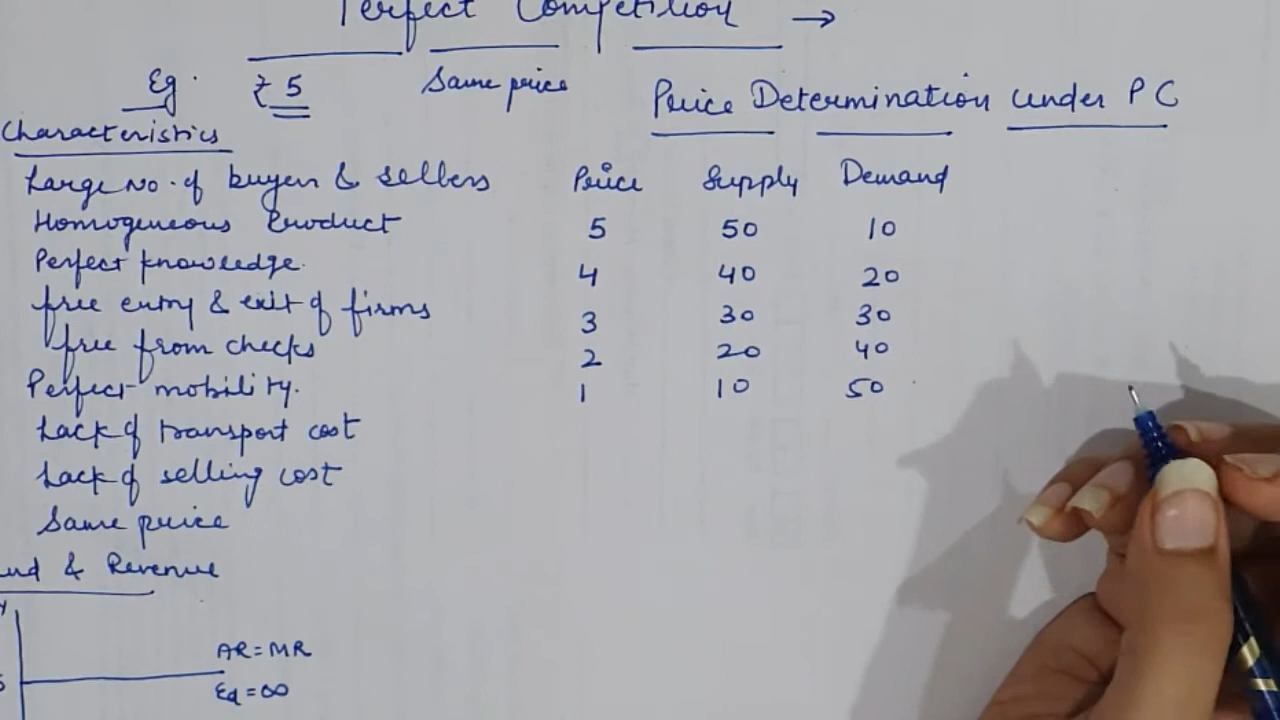 Perfect Competition →
Eg. ₹ 5 Same price
Price Determination under PC
Characteristics
Large No. of buyers & sellers
Homogeneous Product
Perfect knowledge.
free entry & exit of firms
free from checks
Perfect mobility.
Lack of transport cost
Lack of selling cost
Same price
& Revenue
AR = MR
Ed = ∞
Price Supply Demand
5 50 10
4 40 20
3 30 30
2 20 40
1 10 50